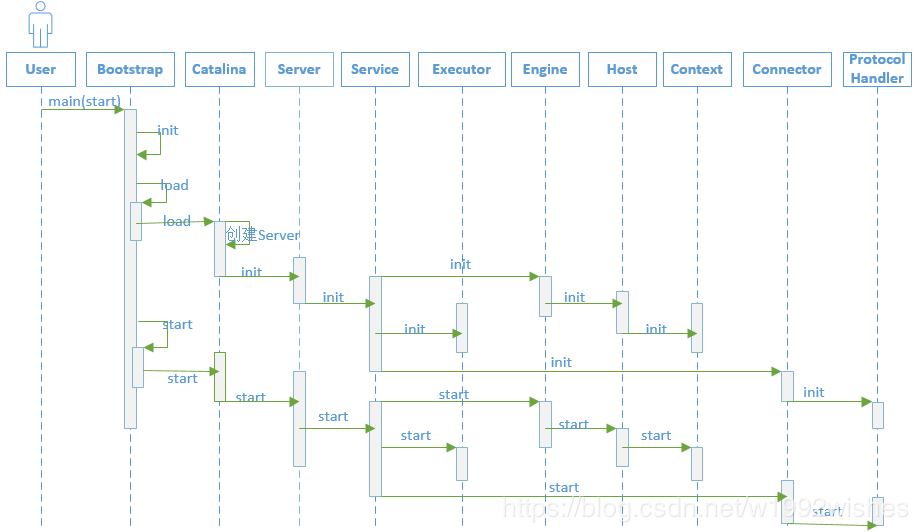 User Bootstrap Catalina Server Service Executor Engine Host Context Connector Protocol Handler
main(start)
init
load
load
创建Server
init
init
init
init
init
init
start
init
start
init
start
start
start
start
start
start
start
start
https://blog.csdn.net/w1992wishes